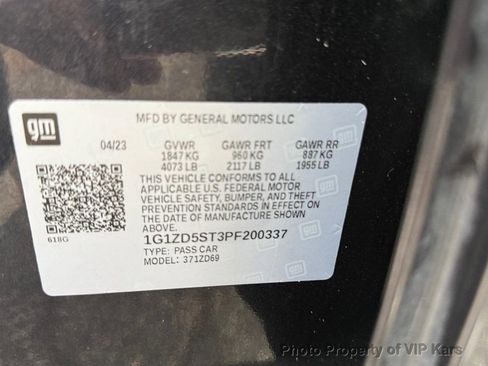 gm
MFD BY GENERAL MOTORS LLC
04/23 GVWR GAWR FRT GAWR RR
1847 KG 960 KG 887 KG
4073 LB 2117 LB 1955 LB
THIS VEHICLE CONFORMS TO ALL
APPLICABLE U.S. FEDERAL MOTOR
VEHICLE SAFETY, BUMPER, AND THEFT
PREVENTION STANDARDS IN EFFECT ON
THE DATE OF MANUFACTURE SHOWN
ABOVE.
618G
1G1ZD5ST3PF200337
TYPE: PASS CAR
MODEL: 371ZD69
Photo Property of VIP Kars